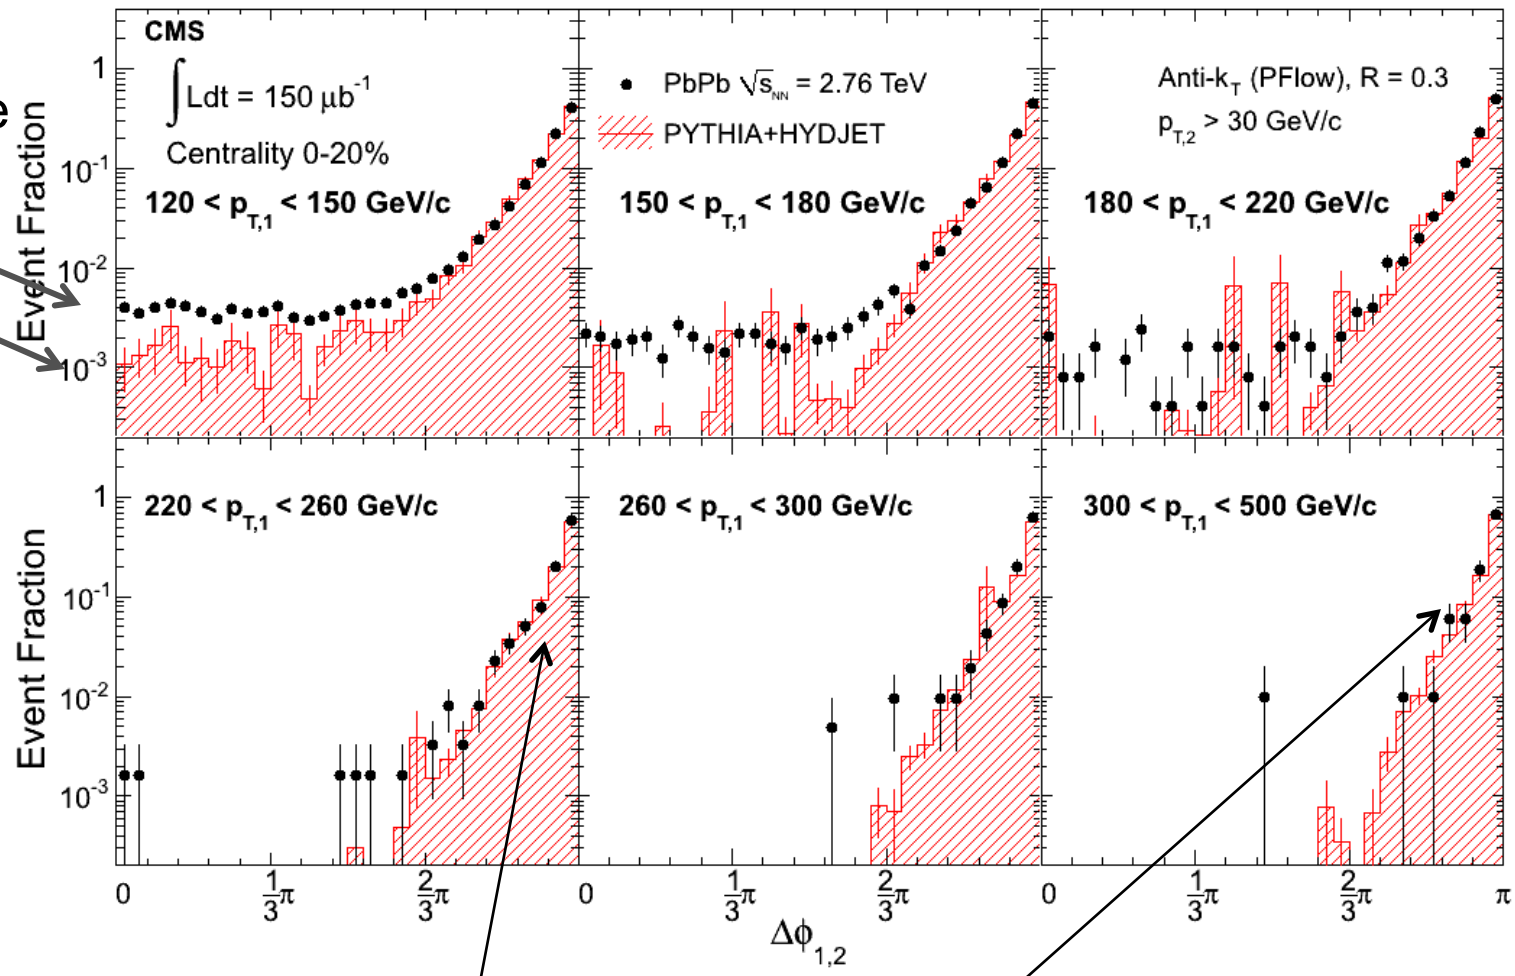 e
CMS
∫Ldt = 150 μb⁻¹
Centrality 0-20%
120 < p_T,1 < 150 GeV/c
PbPb √s_NN = 2.76 TeV
PYTHIA+HYDJET
150 < p_T,1 < 180 GeV/c
Anti-k_T (PFlow), R = 0.3
p_T,2 > 30 GeV/c
180 < p_T,1 < 220 GeV/c
Event Fraction
1
10⁻¹
10⁻²
10⁻³
220 < p_T,1 < 260 GeV/c
260 < p_T,1 < 300 GeV/c
300 < p_T,1 < 500 GeV/c
Event Fraction
1
10⁻¹
10⁻²
10⁻³
0 1/3π 2/3π 0 1/3π 2/3π 0 1/3π 2/3π π
Δϕ_1,2